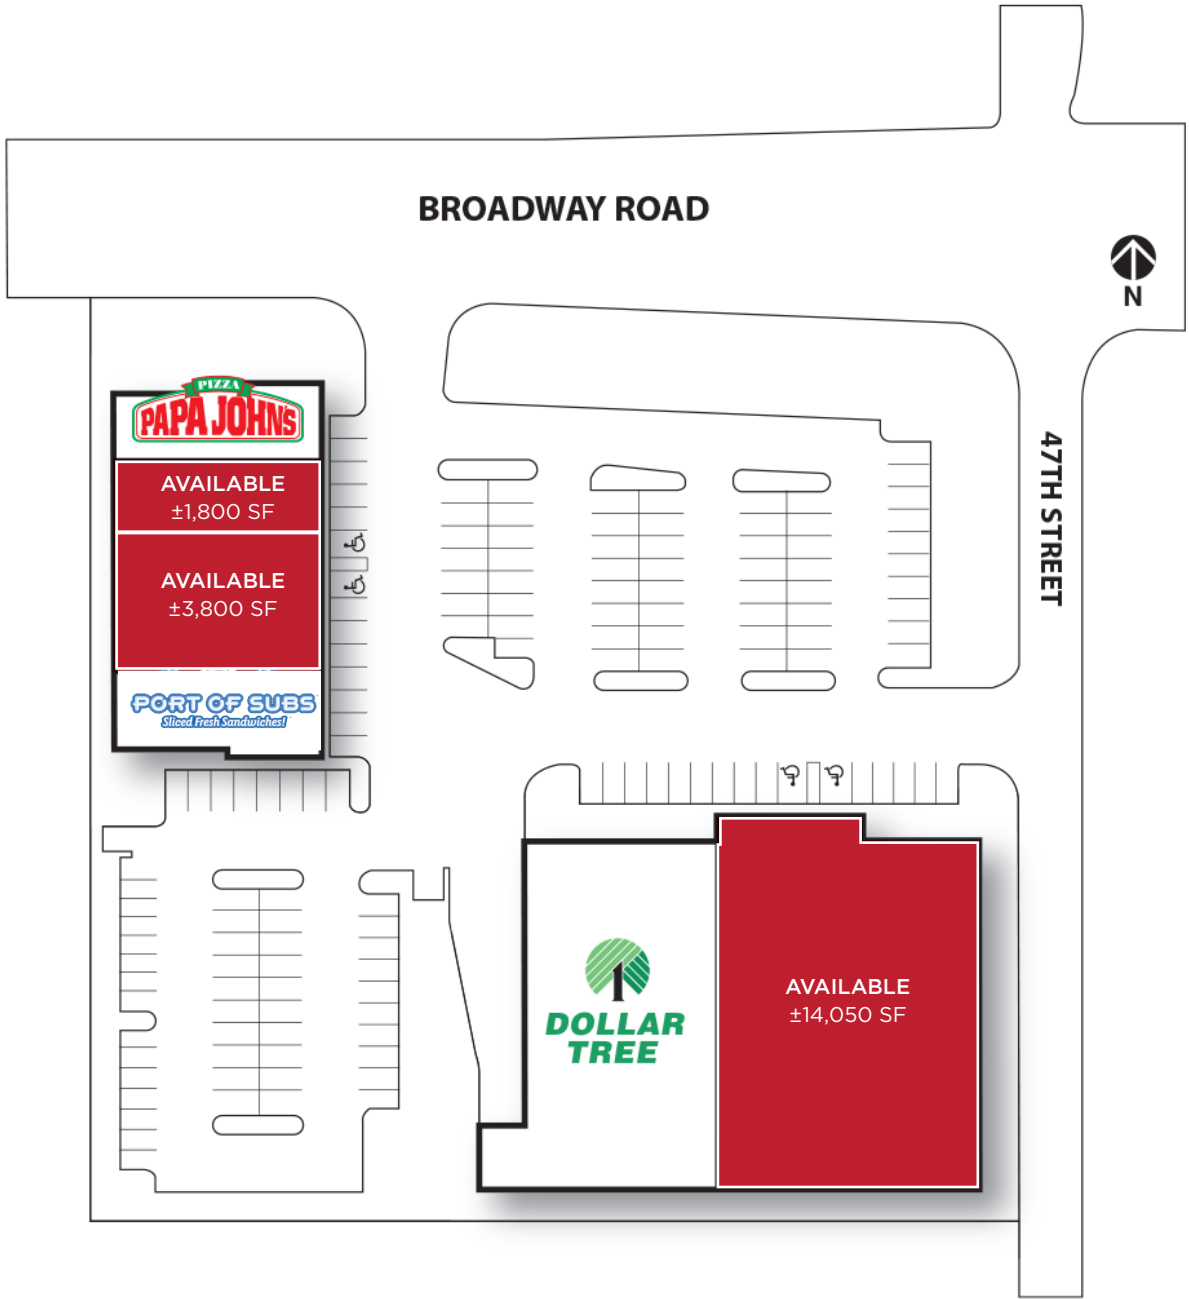 BROADWAY ROAD
N
PIZZA
PAPA JOHN'S
AVAILABLE
±1,800 SF
47TH STREET
AVAILABLE
±3,800 SF
PORT OF SUBS
Sliced Fresh Sandwiches!
AVAILABLE
±14,050 SF
DOLLAR
TREE